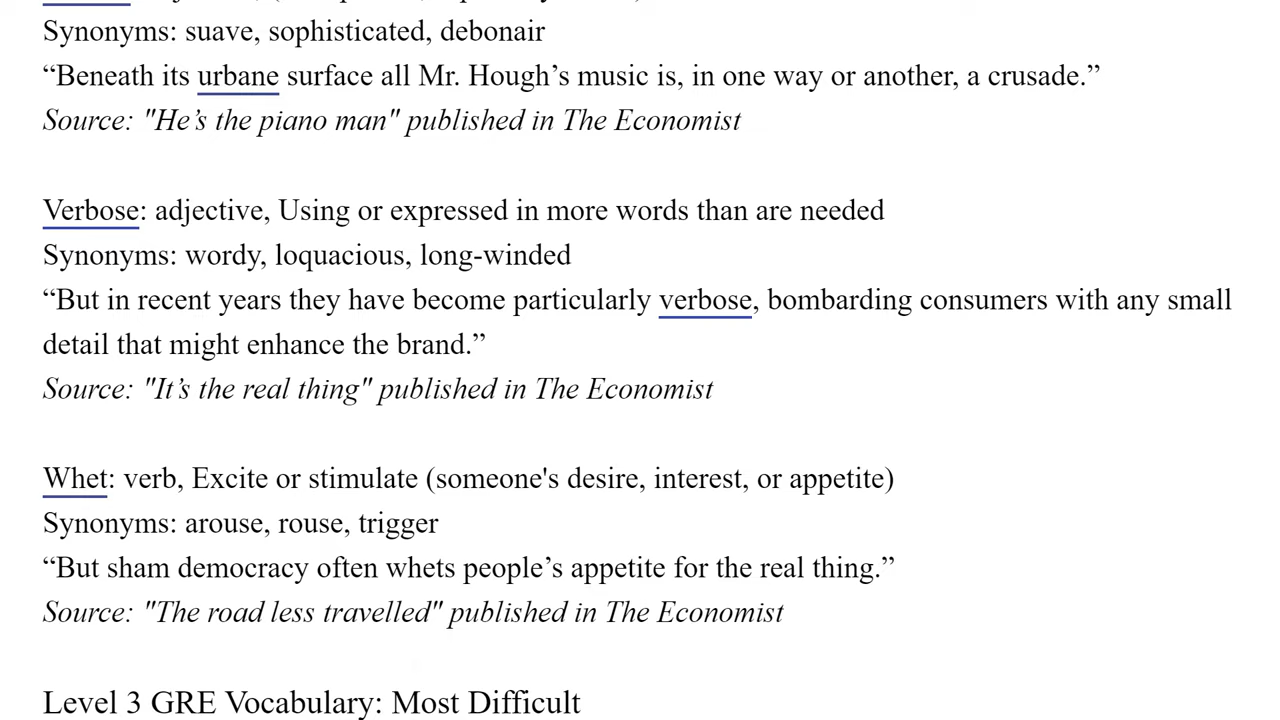 Synonyms: suave, sophisticated, debonair
“Beneath its urbane surface all Mr. Hough’s music is, in one way or another, a crusade.”
Source: "He’s the piano man" published in The Economist
Verbose: adjective, Using or expressed in more words than are needed
Synonyms: wordy, loquacious, long-winded
“But in recent years they have become particularly verbose, bombarding consumers with any small
detail that might enhance the brand.”
Source: "It’s the real thing" published in The Economist
Whet: verb, Excite or stimulate (someone's desire, interest, or appetite)
Synonyms: arouse, rouse, trigger
“But sham democracy often whets people’s appetite for the real thing.”
Source: "The road less travelled" published in The Economist
Level 3 GRE Vocabulary: Most Difficult